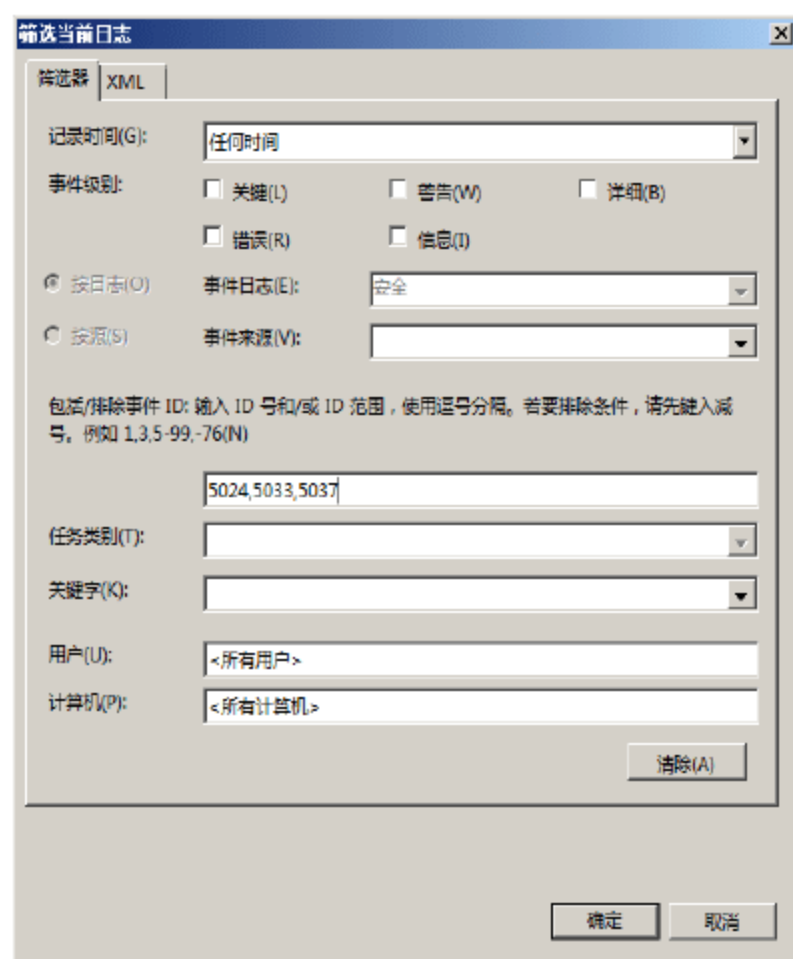 筛选当前日志
筛选器 XML
记录时间(G): 任何时间
事件级别: 关键(L) 警告(W) 详细(B)
错误(R) 信息(I)
按日志(O) 事件日志(E): 安全
按源(S) 事件来源(V):
包括/排除事件 ID: 输入 ID 号和/或 ID 范围，使用逗号分隔。若要排除条件，请先键入减
号。例如 1,3,5-99,-76(N)
5024,5033,5037
任务类别(T):
关键字(K):
用户(U): <所有用户>
计算机(P): <所有计算机>
清除(A)
确定 取消